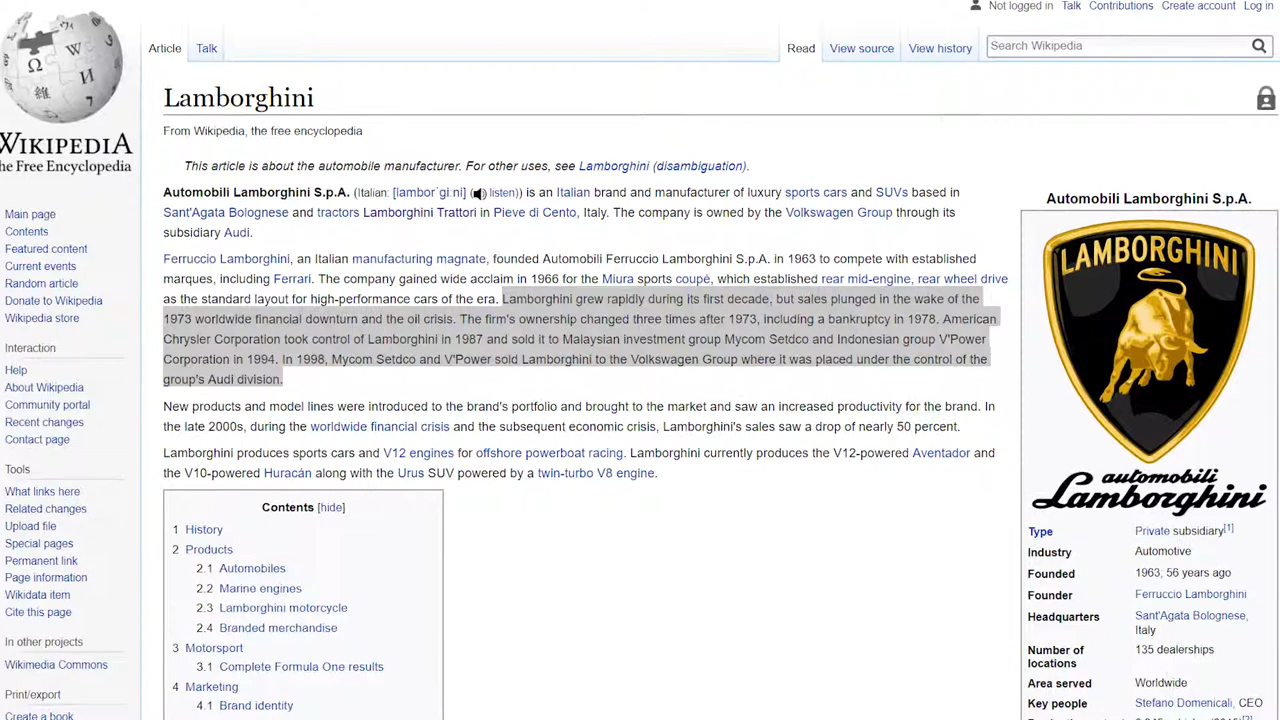 Not logged in Talk Contributions Create account Log in
Article Talk Read View source View history Search Wikipedia
WIKIPEDIA
The Free Encyclopedia
Main page
Contents
Featured content
Current events
Random article
Donate to Wikipedia
Wikipedia store
Interaction
Help
About Wikipedia
Community portal
Recent changes
Contact page
Tools
What links here
Related changes
Upload file
Special pages
Permanent link
Page information
Wikidata item
Cite this page
In other projects
Wikimedia Commons
Print/export
Create a book
Lamborghini
From Wikipedia, the free encyclopedia
This article is about the automobile manufacturer. For other uses, see Lamborghini (disambiguation).
Automobili Lamborghini S.p.A. (Italian: [lamborˈɡiːni] (listen)) is an Italian brand and manufacturer of luxury sports cars and SUVs based in
Sant'Agata Bolognese and tractors Lamborghini Trattori in Pieve di Cento, Italy. The company is owned by the Volkswagen Group through its
subsidiary Audi.
Ferruccio Lamborghini, an Italian manufacturing magnate, founded Automobili Ferruccio Lamborghini S.p.A. in 1963 to compete with established
marques, including Ferrari. The company gained wide acclaim in 1966 for the Miura sports coupé, which established rear mid-engine, rear wheel drive
as the standard layout for high-performance cars of the era. Lamborghini grew rapidly during its first decade, but sales plunged in the wake of the
1973 worldwide financial downturn and the oil crisis. The firm's ownership changed three times after 1973, including a bankruptcy in 1978. American
Chrysler Corporation took control of Lamborghini in 1987 and sold it to Malaysian investment group Mycom Setdco and Indonesian group V'Power
Corporation in 1994. In 1998, Mycom Setdco and V'Power sold Lamborghini to the Volkswagen Group where it was placed under the control of the
group's Audi division.
New products and model lines were introduced to the brand's portfolio and brought to the market and saw an increased productivity for the brand. In
the late 2000s, during the worldwide financial crisis and the subsequent economic crisis, Lamborghini's sales saw a drop of nearly 50 percent.
Lamborghini produces sports cars and V12 engines for offshore powerboat racing. Lamborghini currently produces the V12-powered Aventador and
the V10-powered Huracán along with the Urus SUV powered by a twin-turbo V8 engine.
Contents [hide]
1 History
2 Products
2.1 Automobiles
2.2 Marine engines
2.3 Lamborghini motorcycle
2.4 Branded merchandise
3 Motorsport
3.1 Complete Formula One results
4 Marketing
4.1 Brand identity
Automobili Lamborghini S.p.A.
LAMBORGHINI
automobili
Lamborghini
Type Private subsidiary[1]
Industry Automotive
Founded 1963; 56 years ago
Founder Ferruccio Lamborghini
Headquarters Sant'Agata Bolognese,
Italy
Number of
locations 135 dealerships
Area served Worldwide
Key people Stefano Domenicali, CEO